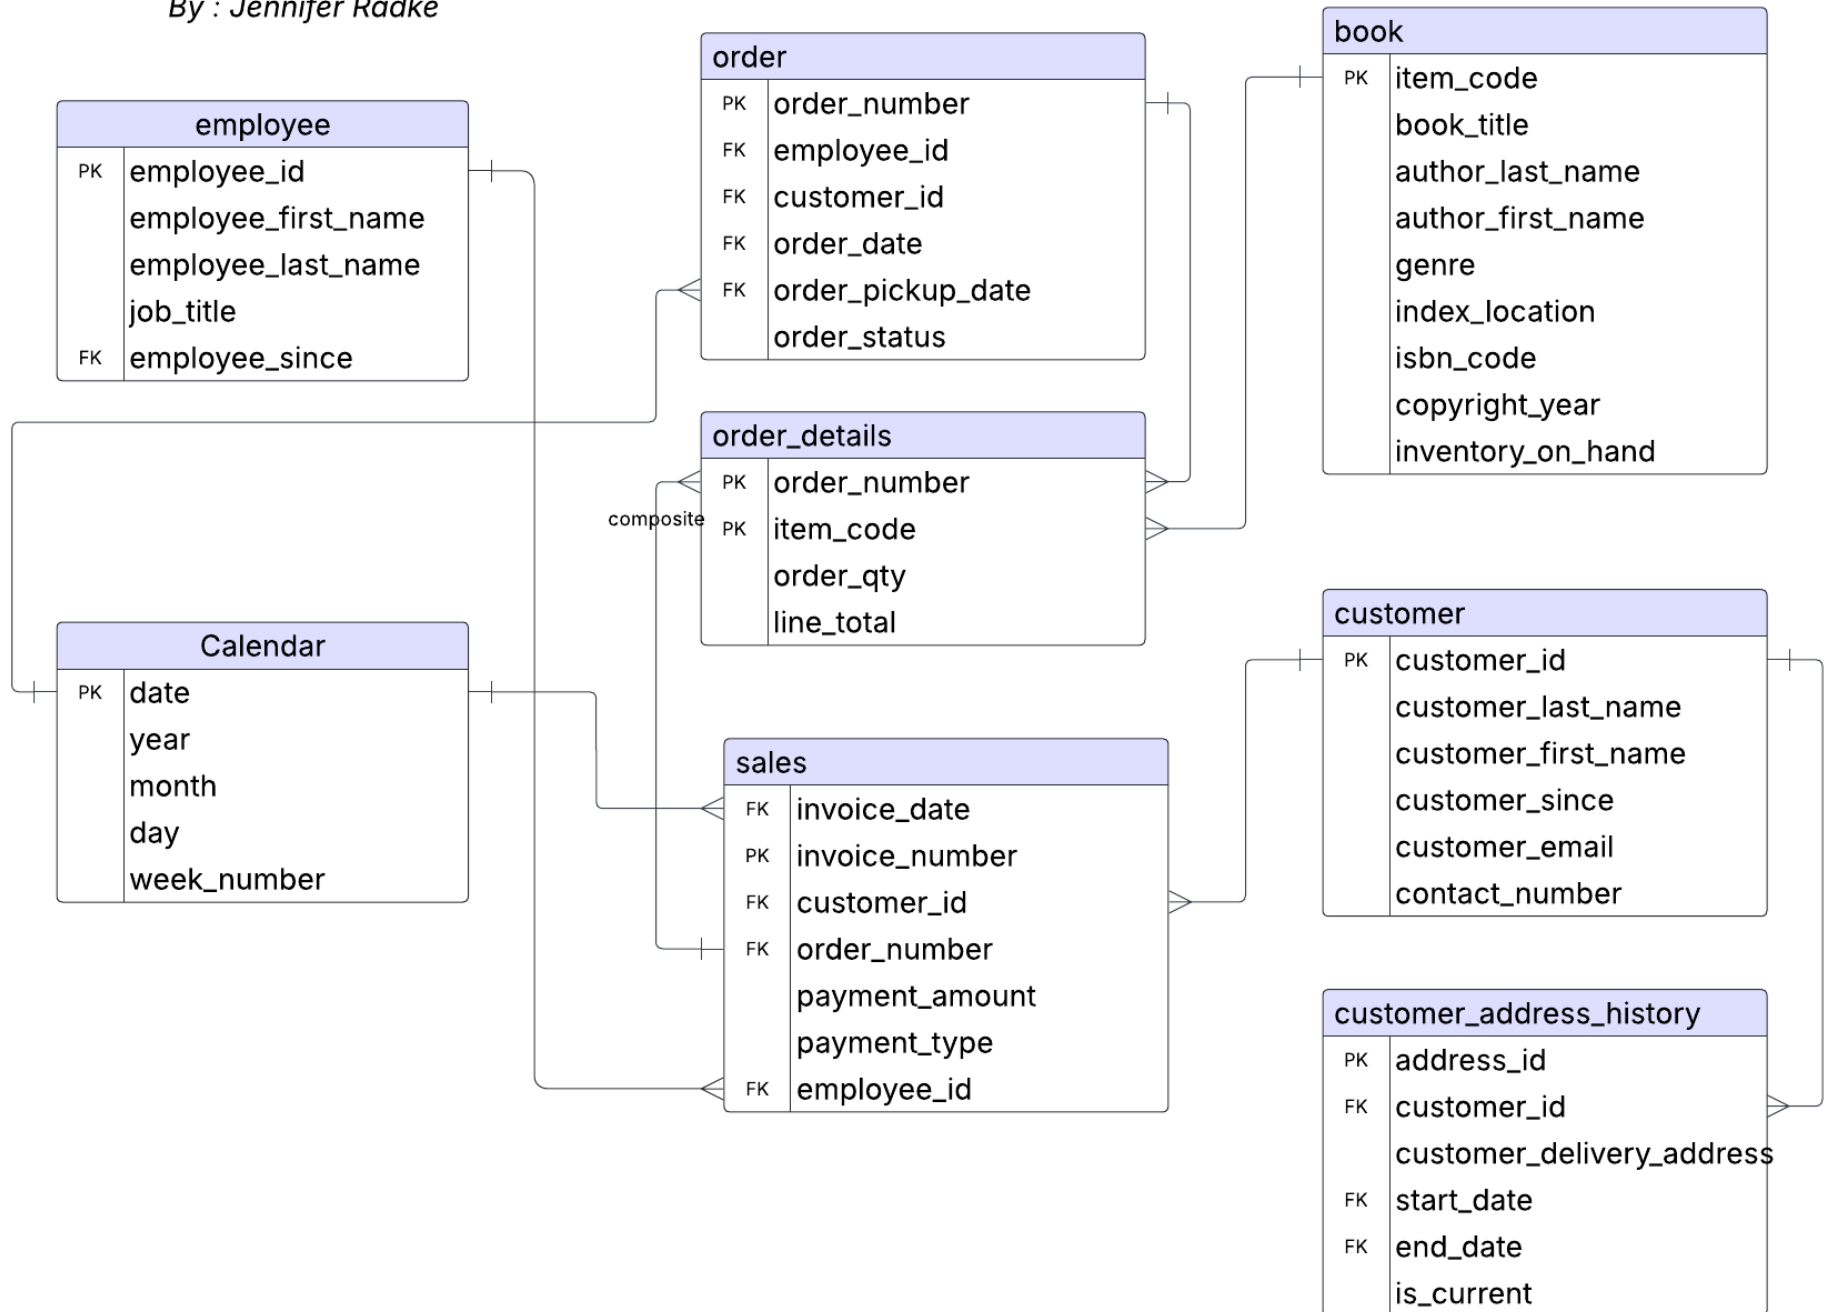 By : Jennifer Radke
employee
PK employee_id
employee_first_name
employee_last_name
job_title
FK employee_since
Calendar
PK date
year
month
day
week_number
order
PK order_number
FK employee_id
FK customer_id
FK order_date
FK order_pickup_date
order_status
order_details
PK order_number
composite PK item_code
order_qty
line_total
sales
FK invoice_date
PK invoice_number
FK customer_id
FK order_number
payment_amount
payment_type
FK employee_id
book
PK item_code
book_title
author_last_name
author_first_name
genre
index_location
isbn_code
copyright_year
inventory_on_hand
customer
PK customer_id
customer_last_name
customer_first_name
customer_since
customer_email
contact_number
customer_address_history
PK address_id
FK customer_id
customer_delivery_address
FK start_date
FK end_date
is_current